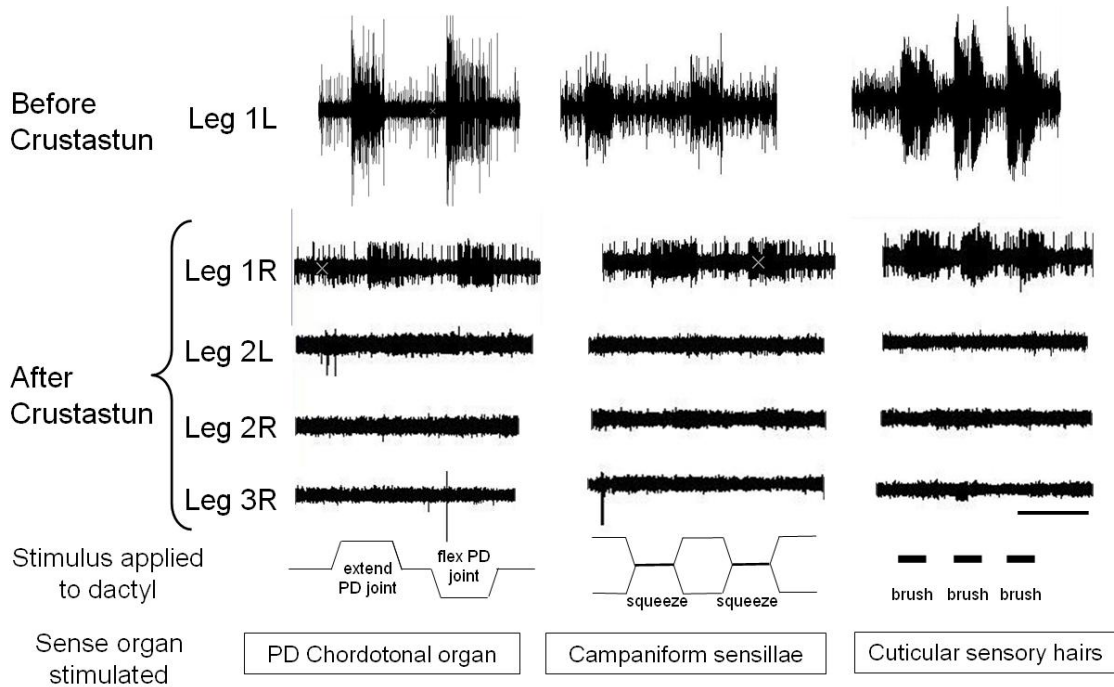 Before
Crustastun
Leg 1L
Leg 1R
Leg 2L
After
Crustastun
Leg 2R
Leg 3R
Stimulus applied
to dactyl
extend
PD joint
flex PD
joint
squeeze squeeze
brush brush brush
Sense organ
stimulated
PD Chordotonal organ
Campaniform sensillae
Cuticular sensory hairs